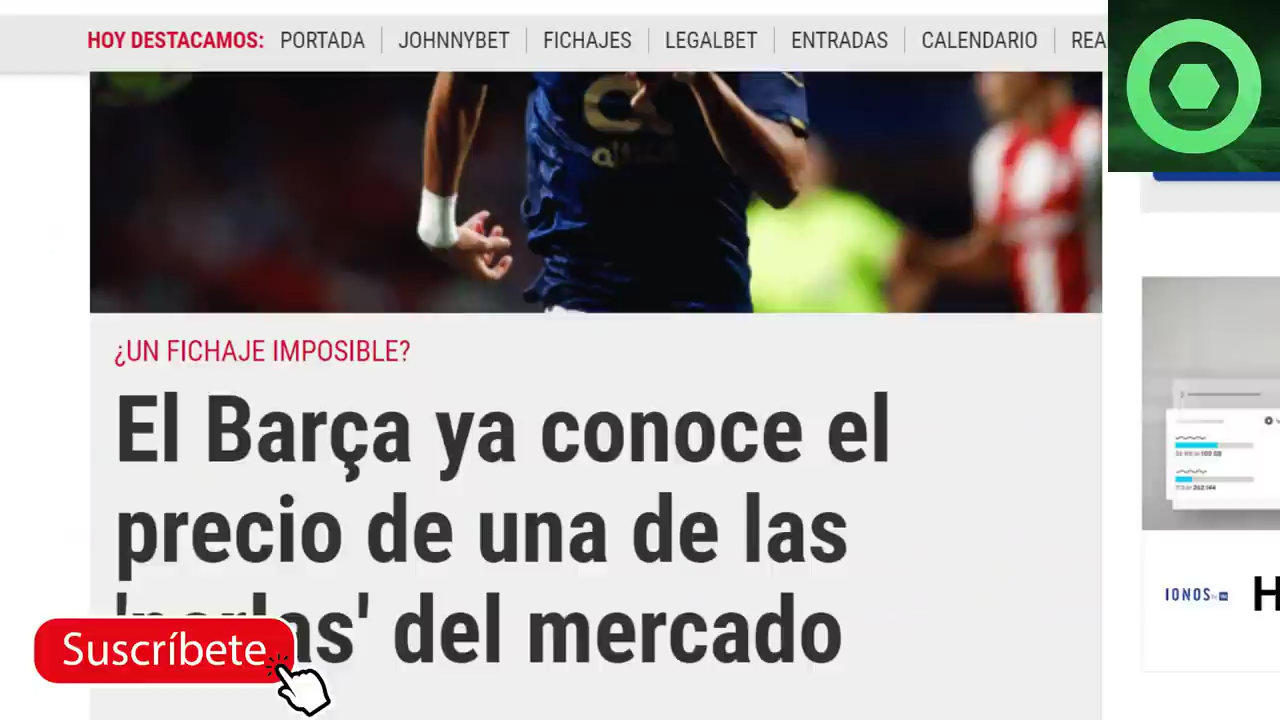 HOY DESTACAMOS: PORTADA JOHNNYBET FICHAJES LEGALBET ENTRADAS CALENDARIO REA
¿UN FICHAJE IMPOSIBLE?
El Barça ya conoce el
precio de una de las
'perlas' del mercado
Suscríbete
IONOS
H